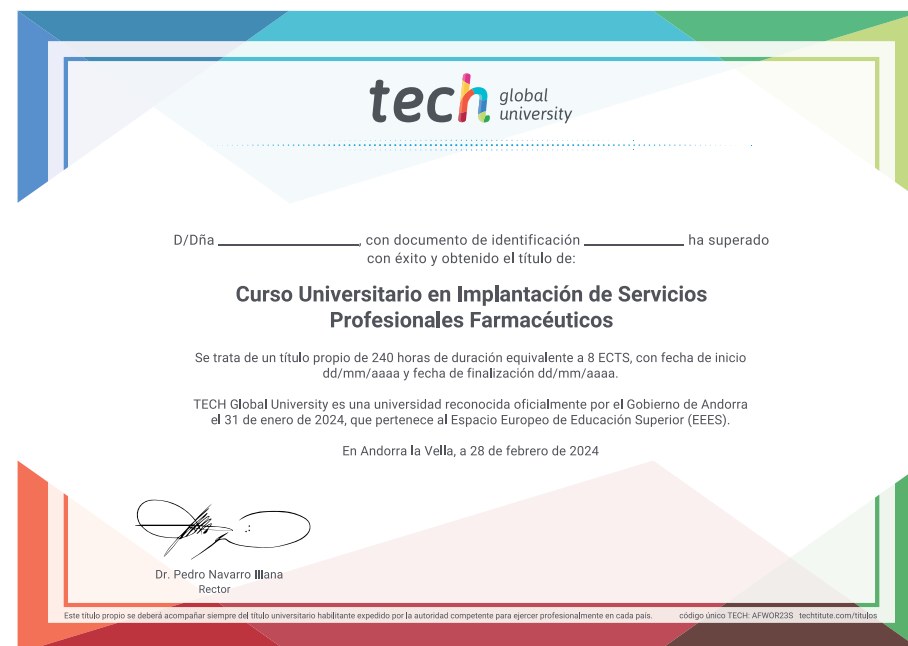 tech global
university
D/Dña ____________________, con documento de identificación ______________ ha superado
con éxito y obtenido el título de:
Curso Universitario en Implantación de Servicios
Profesionales Farmacéuticos
Se trata de un título propio de 240 horas de duración equivalente a 8 ECTS, con fecha de inicio
dd/mm/aaaa y fecha de finalización dd/mm/aaaa.
TECH Global University es una universidad reconocida oficialmente por el Gobierno de Andorra
el 31 de enero de 2024, que pertenece al Espacio Europeo de Educación Superior (EEES).
En Andorra la Vella, a 28 de febrero de 2024
Dr. Pedro Navarro Illana
Rector
Este título propio se deberá acompañar siempre del título universitario habilitante expedido por la autoridad competente para ejercer profesionalmente en cada país. código único TECH: AFWOR23S techtitute.com/titulos